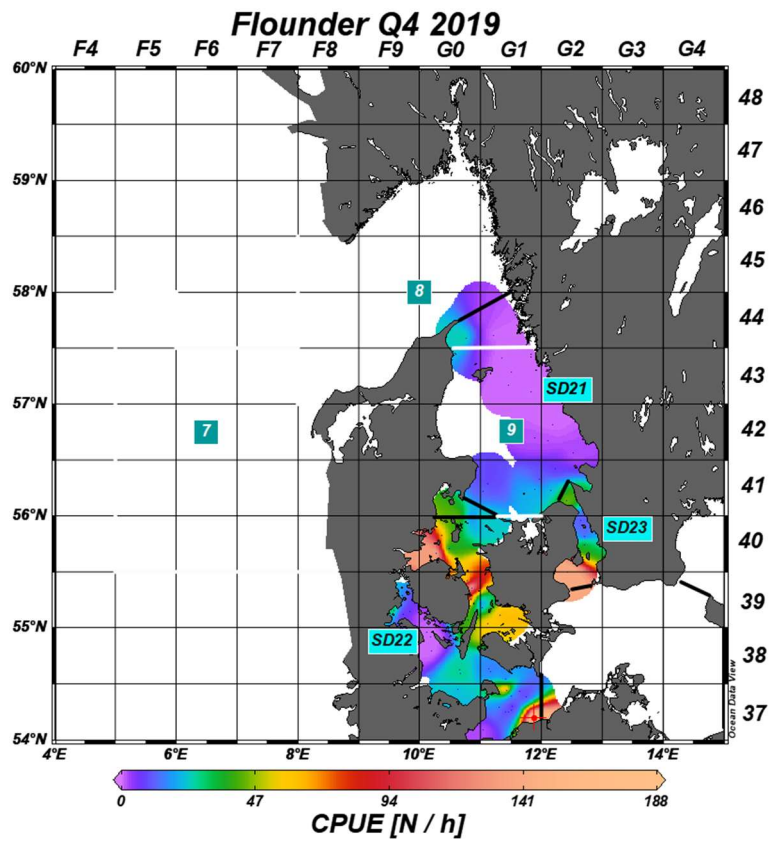 Flounder Q4 2019
F4 F5 F6 F7 F8 F9 G0 G1 G2 G3 G4
60°N
48
47
59°N
46
45
58°N
8
44
43
SD21
57°N
7
9
42
41
56°N
SD23
40
39
55°N
SD22
38
37
54°N
Ocean Data View
4°E 6°E 8°E 10°E 12°E 14°E
0 47 94 141 188
CPUE [N / h]